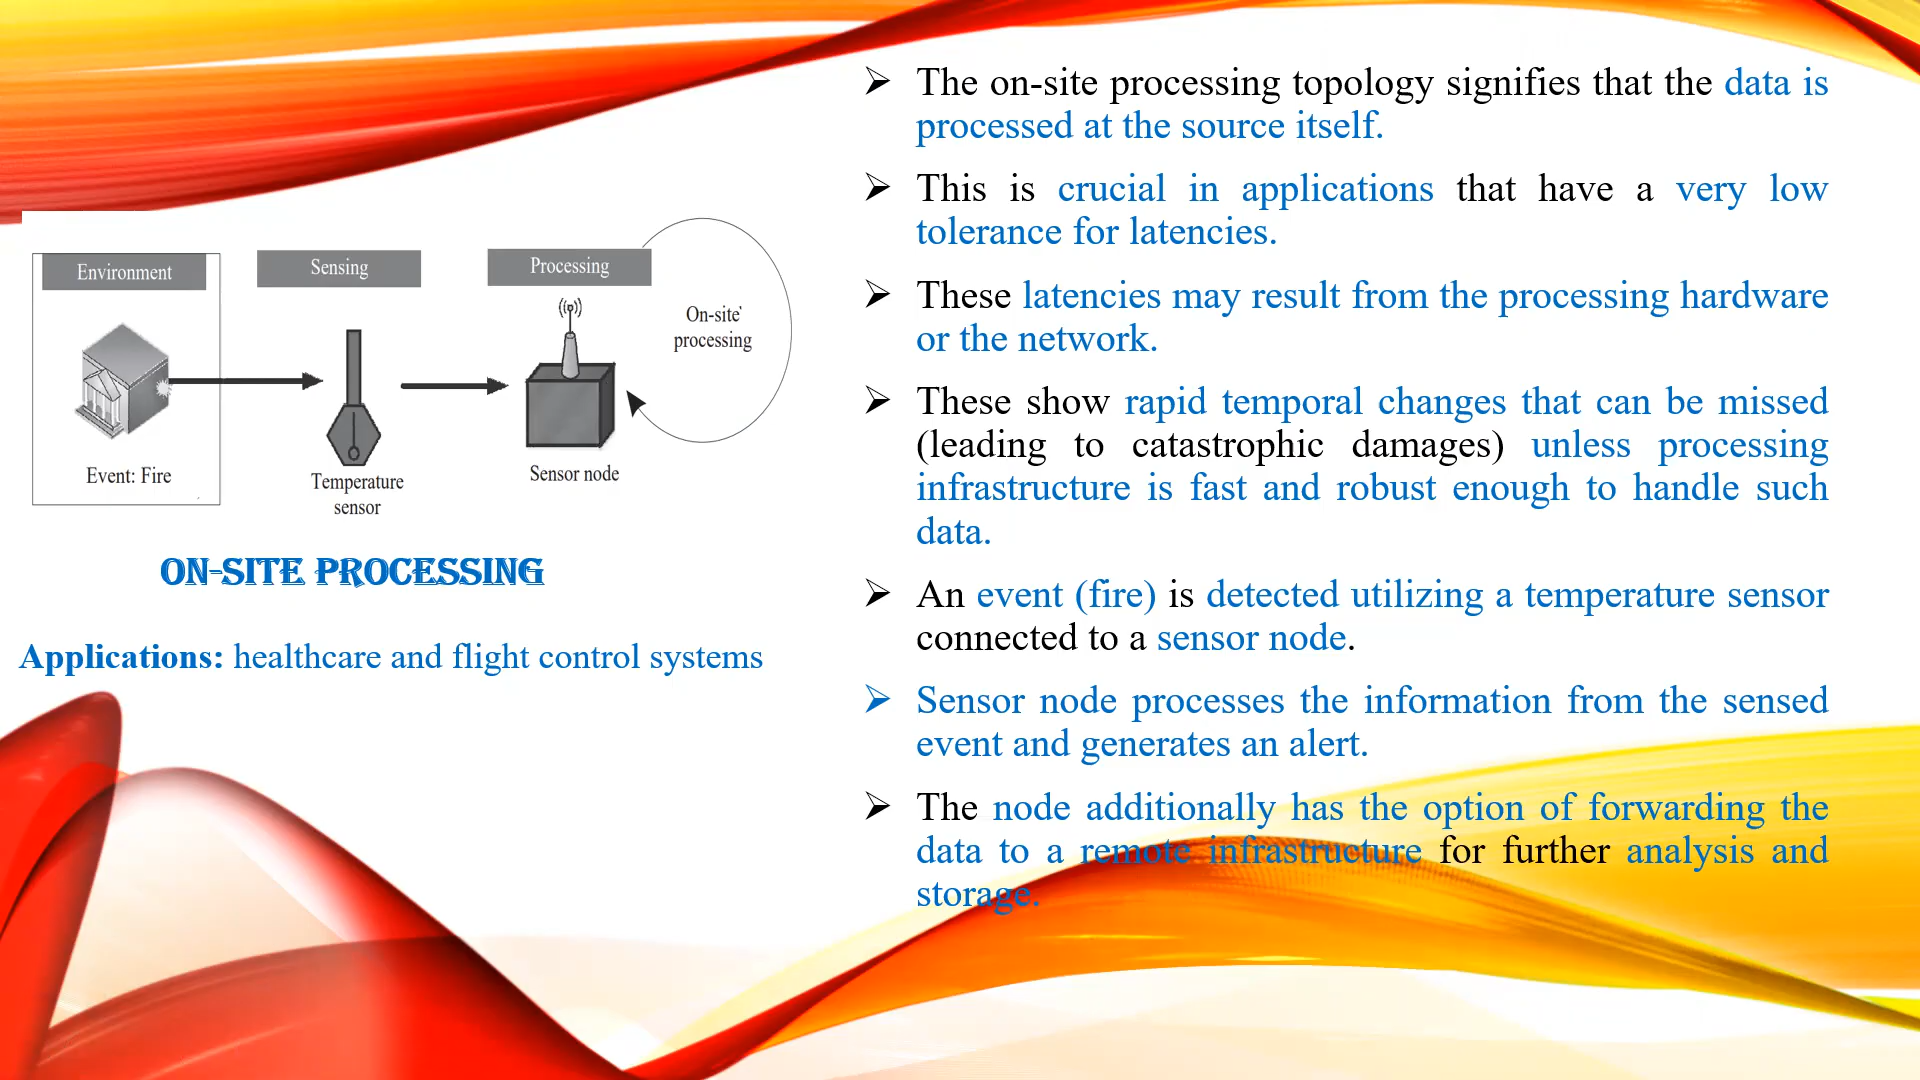 Environment
Sensing
Processing
On-site`
processing
Event: Fire
Temperature
sensor
Sensor node
ON-SITE PROCESSING
Applications: healthcare and flight control systems
➢ The on-site processing topology signifies that the data is
processed at the source itself.
➢ This is crucial in applications that have a very low
tolerance for latencies.
➢ These latencies may result from the processing hardware
or the network.
➢ These show rapid temporal changes that can be missed
(leading to catastrophic damages) unless processing
infrastructure is fast and robust enough to handle such
data.
➢ An event (fire) is detected utilizing a temperature sensor
connected to a sensor node.
➢ Sensor node processes the information from the sensed
event and generates an alert.
➢ The node additionally has the option of forwarding the
data to a remote infrastructure for further analysis and
storage.